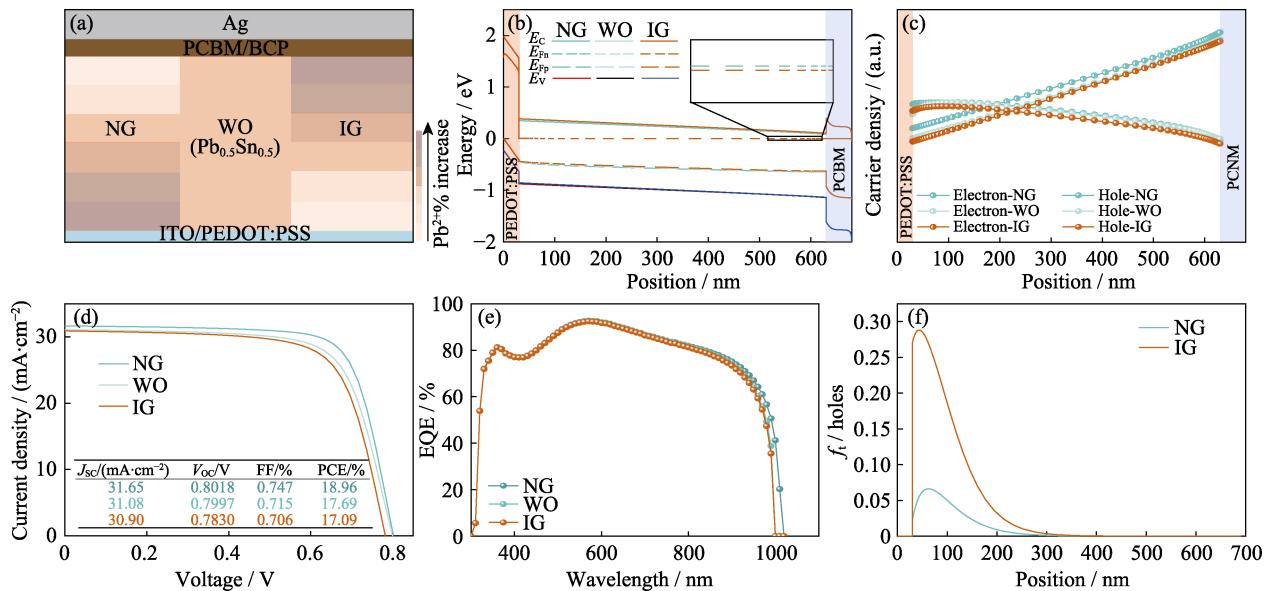 (a)
Ag
PCBM/BCP
NG
WO
(Pb₀.₅Sn₀.₅)
IG
ITO/PEDOT:PSS
Pb²⁺% increase
(b)
NG WO IG
E_C
E_Fn
E_Fp
E_V
2
1
0
−1
−2
Energy / eV
PEDOT:PSS
PCBM
0 100 200 300 400 500 600
Position / nm
(c)
Carrier density / (a.u.)
PEDOT:PSS
PCNM
Electron-NG Hole-NG
Electron-WO Hole-WO
Electron-IG Hole-IG
0 100 200 300 400 500 600
Position / nm
(d)
Current density / (mA·cm⁻²)
30
20
10
0
NG
WO
IG
J_SC/(mA·cm⁻²) V_OC/V FF/% PCE/%
31.65 0.8018 0.747 18.96
31.08 0.7997 0.715 17.69
30.90 0.7830 0.706 17.09
0 0.2 0.4 0.6 0.8
Voltage / V
(e)
EQE / %
100
80
60
40
20
0
NG
WO
IG
400 600 800 1000
Wavelength / nm
(f)
f_t / holes
0.30
0.25
0.20
0.15
0.10
0.05
0
NG
IG
0 100 200 300 400 500 600 700
Position / nm